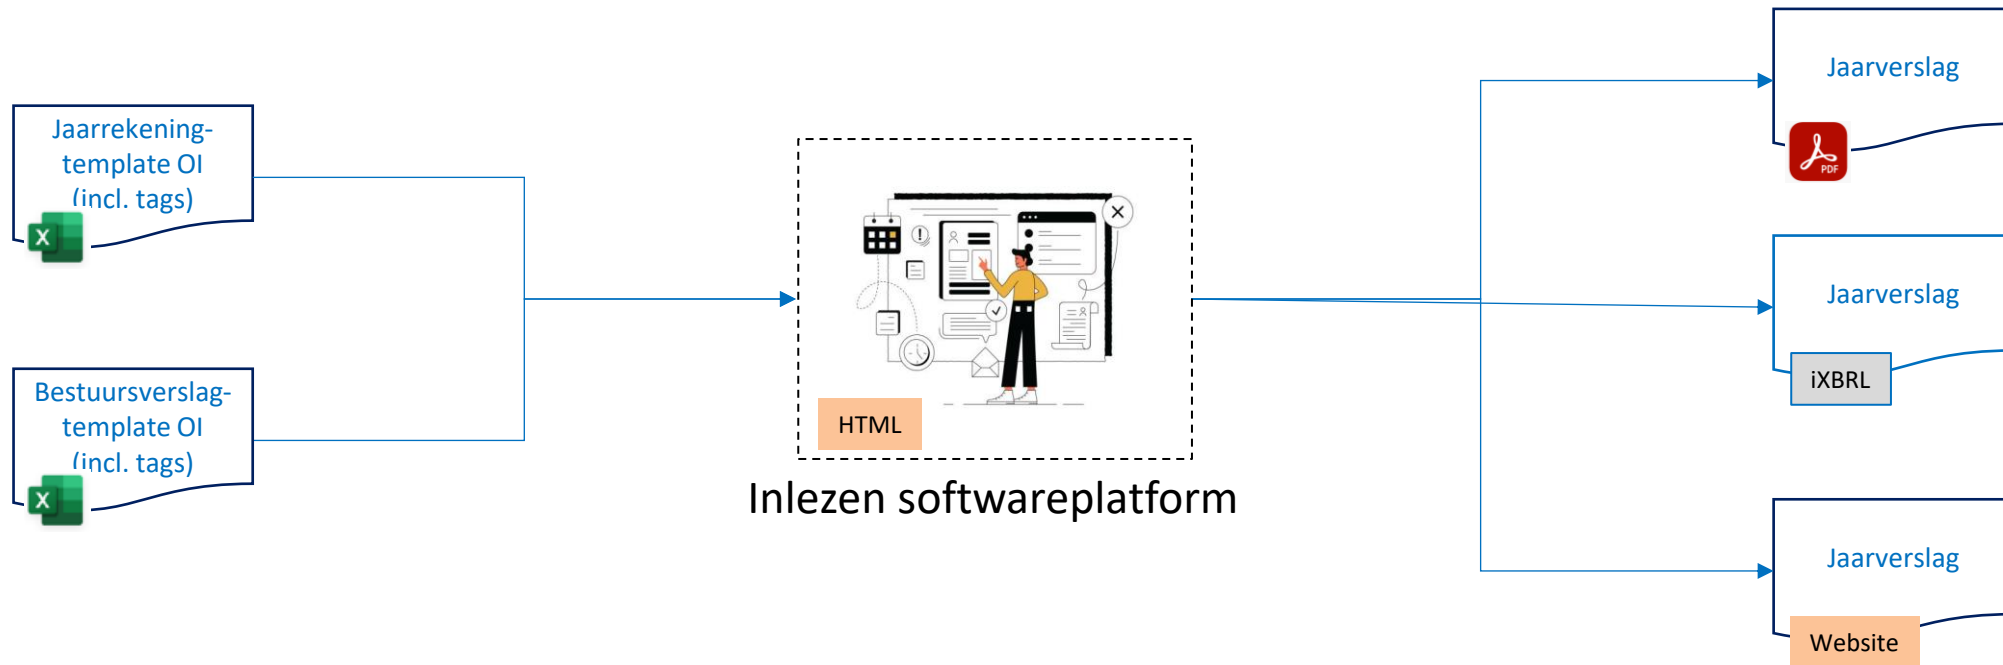 Jaarrekening-
template OI
(incl. tags)
X
Bestuursverslag-
template OI
(incl. tags)
X
HTML
Inlezen softwareplatform
Jaarverslag
PDF
Jaarverslag
iXBRL
Jaarverslag
Website